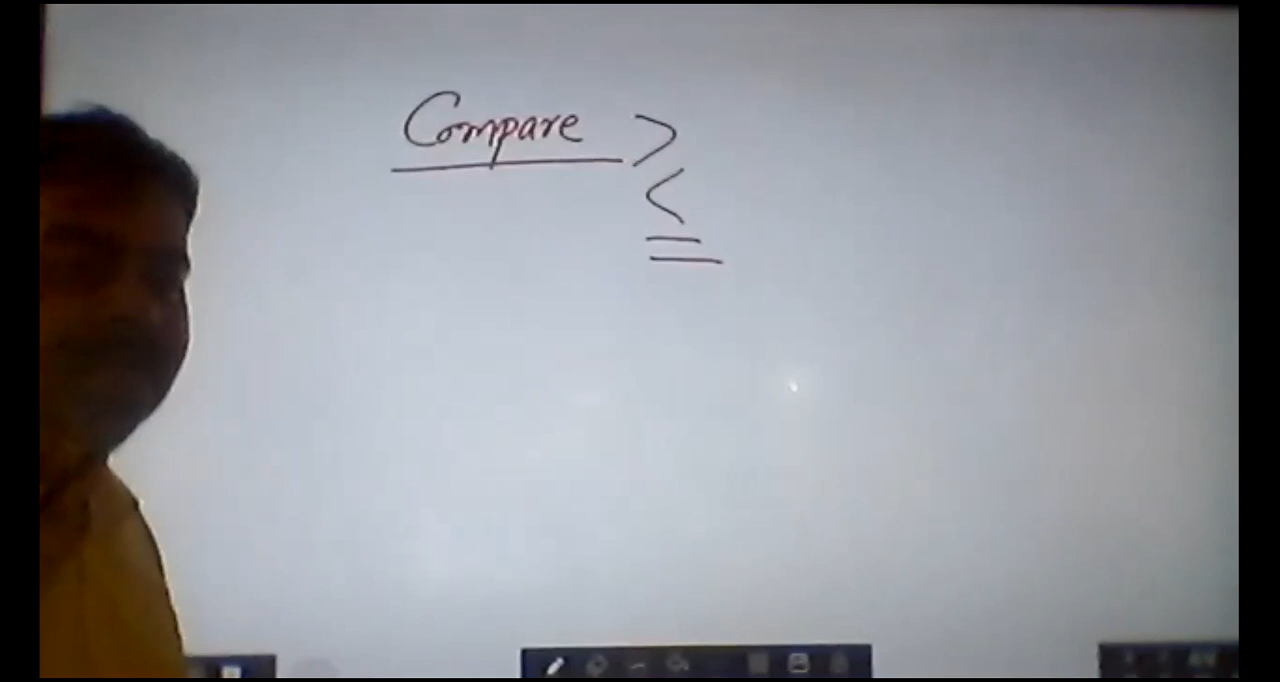 Compare >
<
=